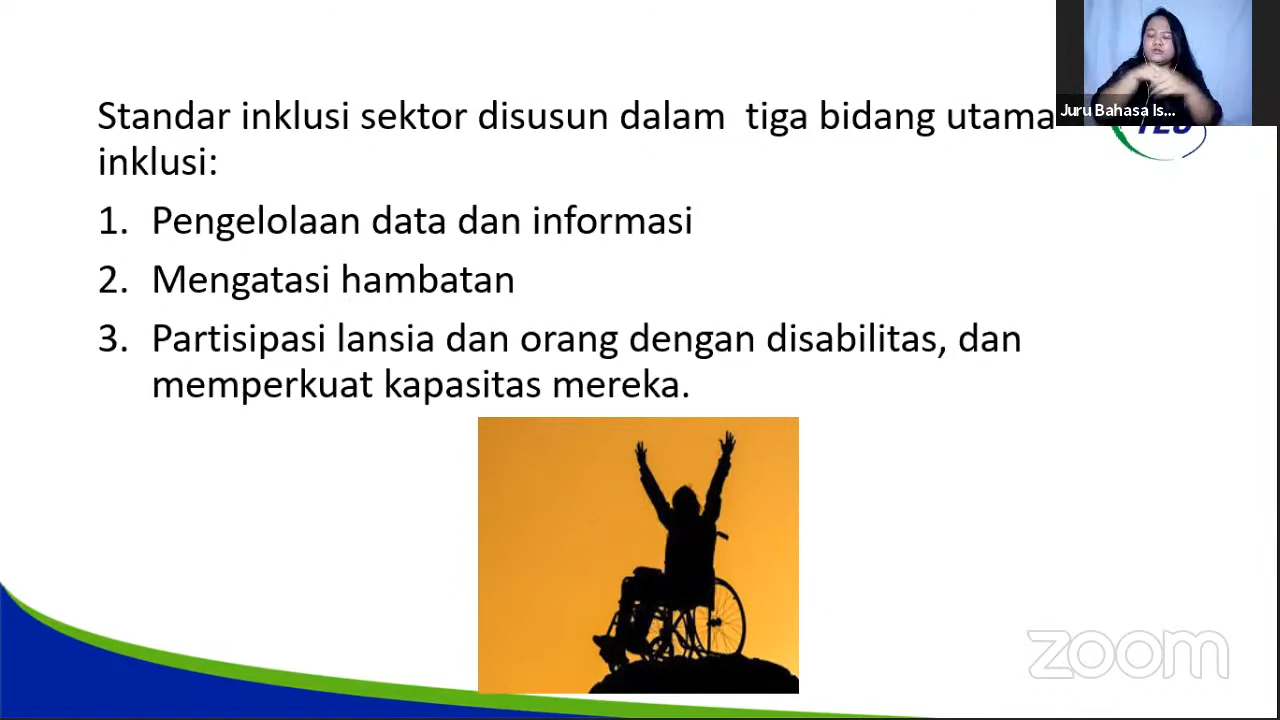 Standar inklusi sektor disusun dalam tiga bidang utama
inklusi:
1. Pengelolaan data dan informasi
2. Mengatasi hambatan
3. Partisipasi lansia dan orang dengan disabilitas, dan
memperkuat kapasitas mereka.
Juru Bahasa Is...
zoom